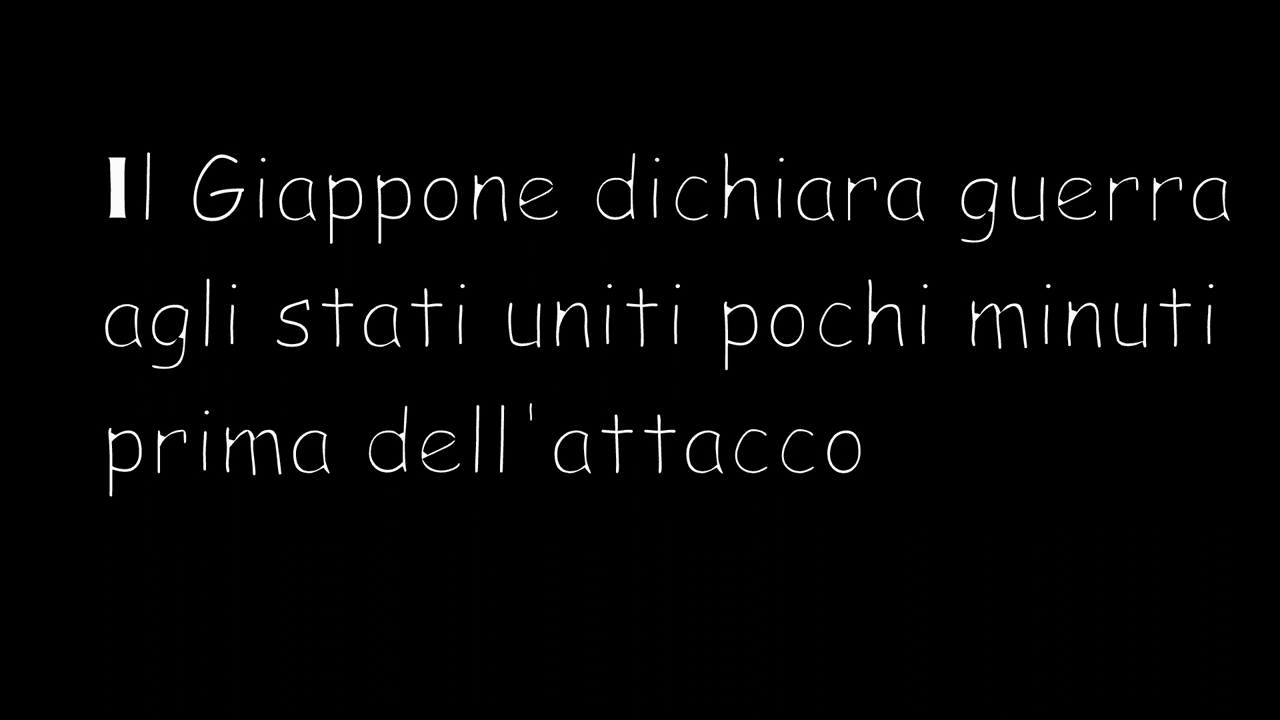 Il Giappone dichiara guerra
agli stati uniti pochi minuti
prima dell'attacco